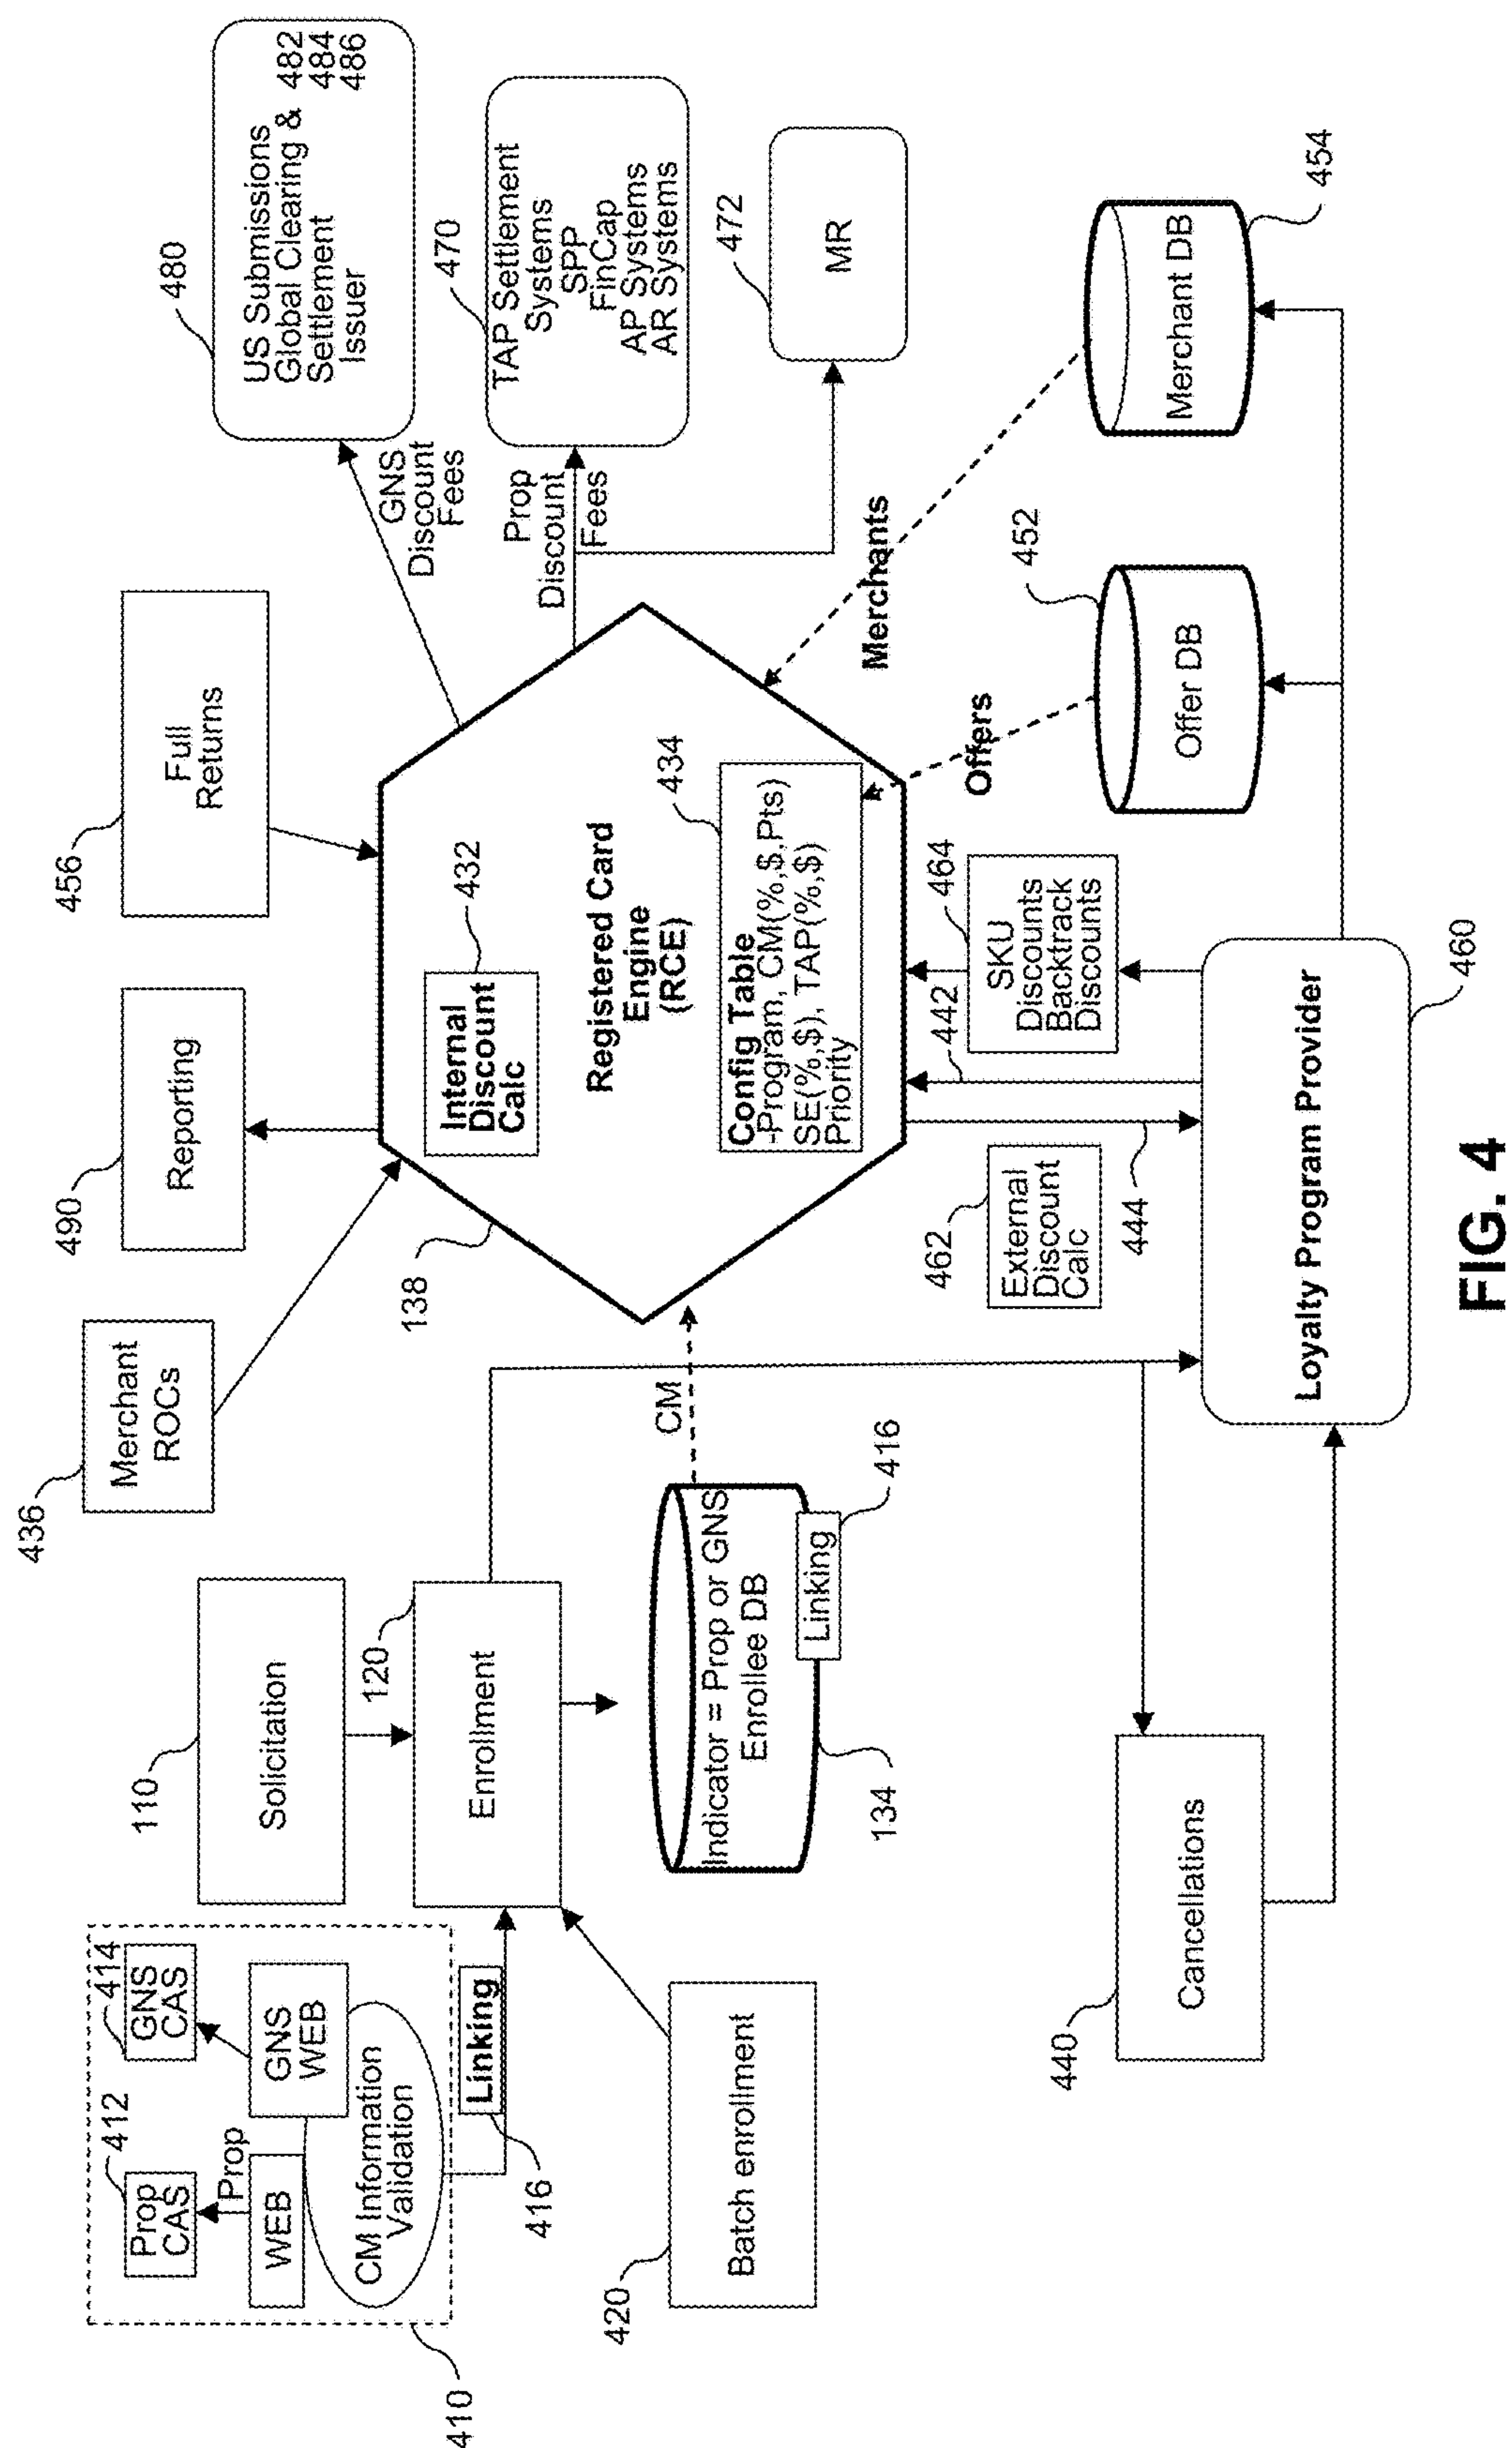 410
Prop
CAS
412
GNS
CAS
414
Prop
WEB
GNS
WEB
CM Information
Validation
Linking
416
420
Batch enrollment
110
Solicitation
120
Enrollment
Indicator = Prop or GNS
Enrollee DB
Linking
416
134
440
Cancellations
436
Merchant
ROCs
490
Reporting
456
Full
Returns
138
CM
Internal
Discount
Calc
432
Registered Card
Engine
(RCE)
434
Config Table
-Program, CM(%,$,Pts)
SE(%,$), TAP(%,$)
Priority
462
External
Discount
Calc
444
442
464
SKU
Discounts
Backtrack
Discounts
Loyalty Program Provider
460
GNS
Discount
Fees
480
US Submissions
Global Clearing & 482
Settlement 484
Issuer 486
Prop
Discount
Fees
470
TAP Settlement
Systems
SPP
FinCap
AP Systems
AR Systems
472
MR
Merchants
Offers
452
Offer DB
Merchant DB
454
FIG. 4